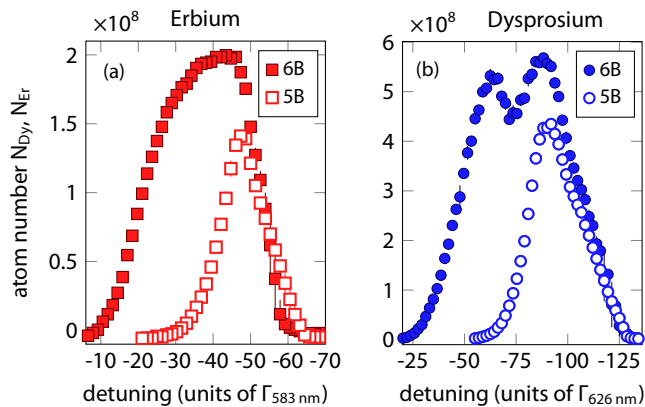 Erbium
Dysprosium
×10⁸
×10⁸
(a)
6B
5B
(b)
6B
5B
2
1.5
1
0.5
0
6
5
4
3
2
1
0
atom number N_Dy, N_Er
-10 -20 -30 -40 -50 -60 -70
-25 -50 -75 -100 -125
detuning (units of Γ_583 nm)
detuning (units of Γ_626 nm)